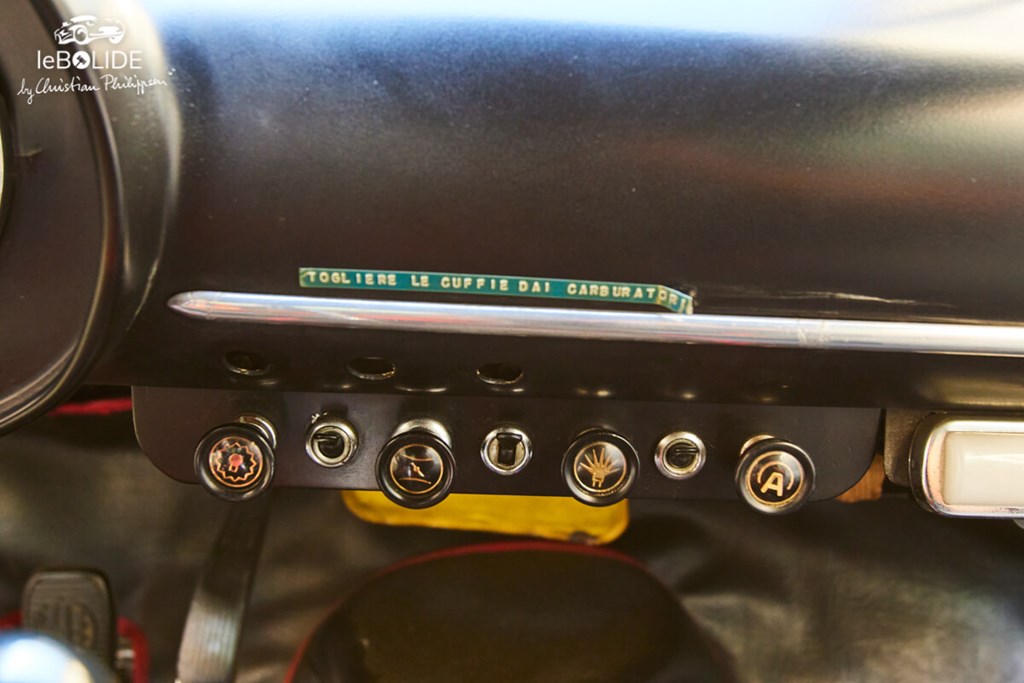 leBOLIDE
by Christian Philippsen
TOGLIERE LE CUFFIE DAI CARBURATORI
A